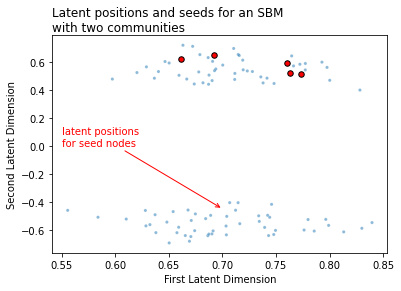 Latent positions and seeds for an SBM
with two communities
Second Latent Dimension
0.6
0.4
0.2
0.0
−0.2
−0.4
−0.6
latent positions
for seed nodes
0.55
0.60
0.65
0.70
0.75
0.80
0.85
First Latent Dimension